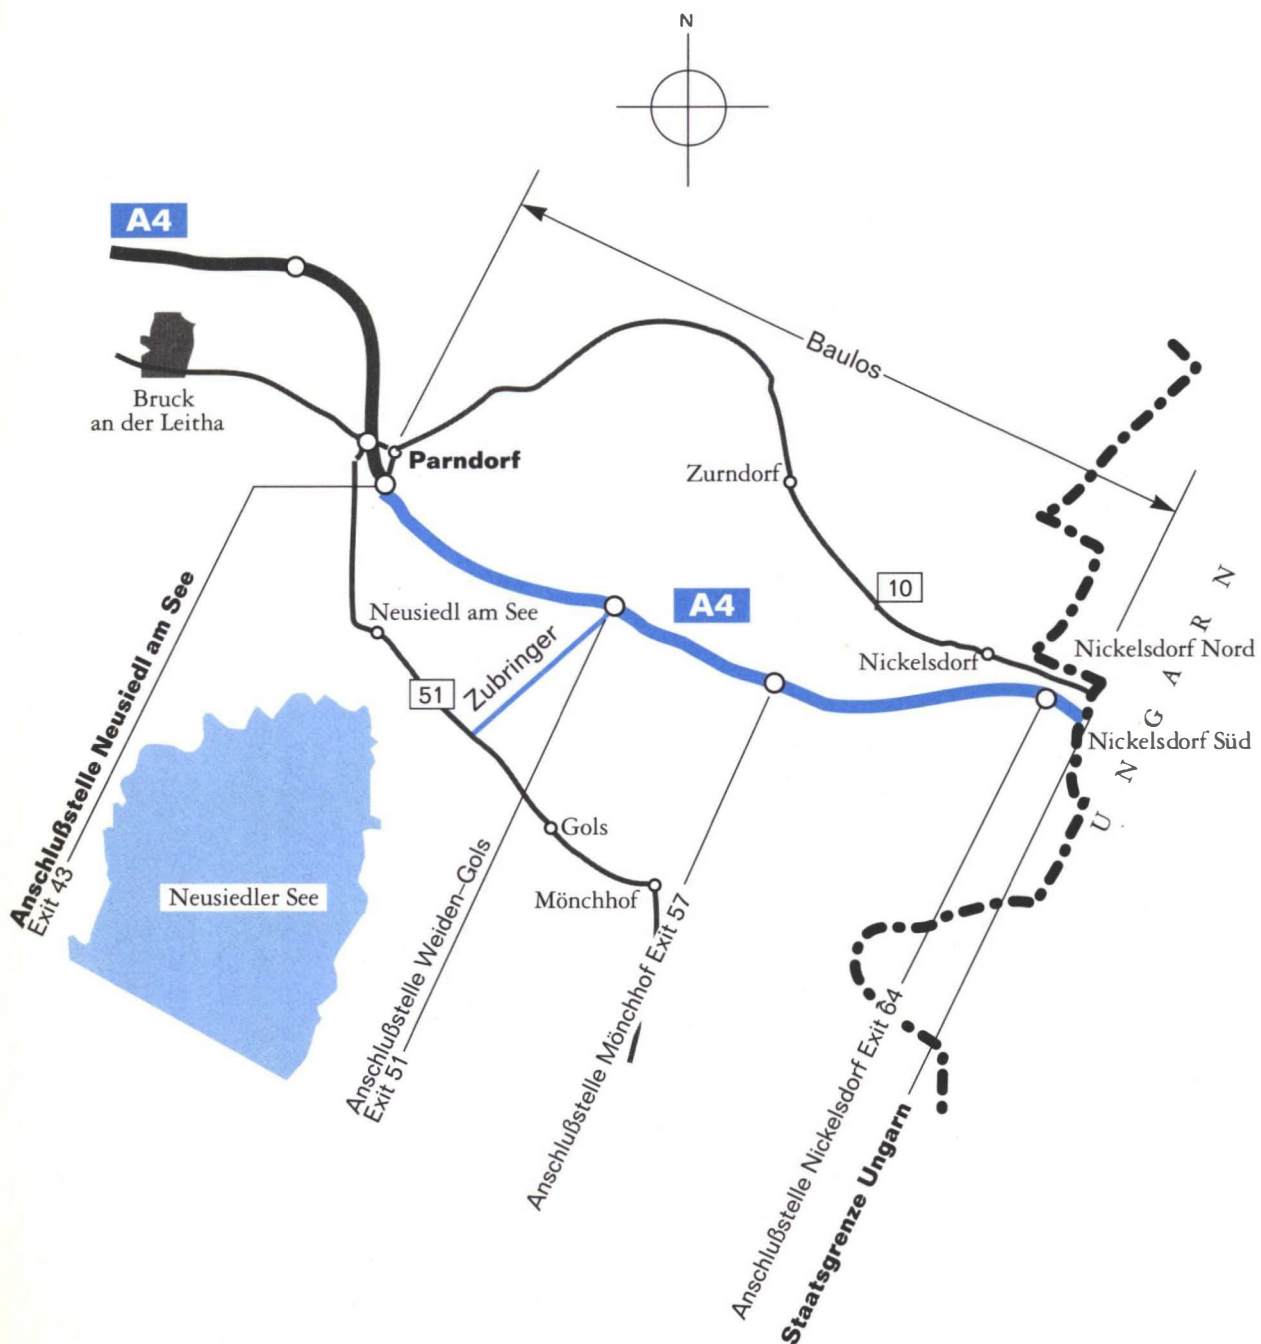 N
A4
Baulos
Bruck
an der Leitha
Parndorf
Zurndorf
10
A4
Neusiedl am See
Zubringer
51
Nickelsdorf
Nickelsdorf Nord
Nickelsdorf Süd
UNGARN
Gols
Mönchhof
Neusiedler See
Anschlußstelle Neusiedl am See
Exit 43
Anschlußstelle Weiden–Gols
Exit 51
Anschlußstelle Mönchhof Exit 57
Anschlußstelle Nickelsdorf Exit 64
Staatsgrenze Ungarn